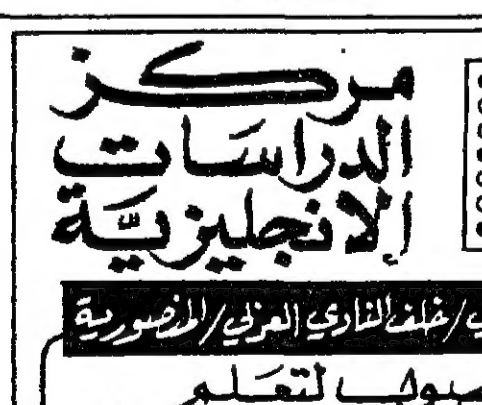 مركز
الدراسات
الإنجليزية
/خلف النادي العربي/المنصورية
لتعلم